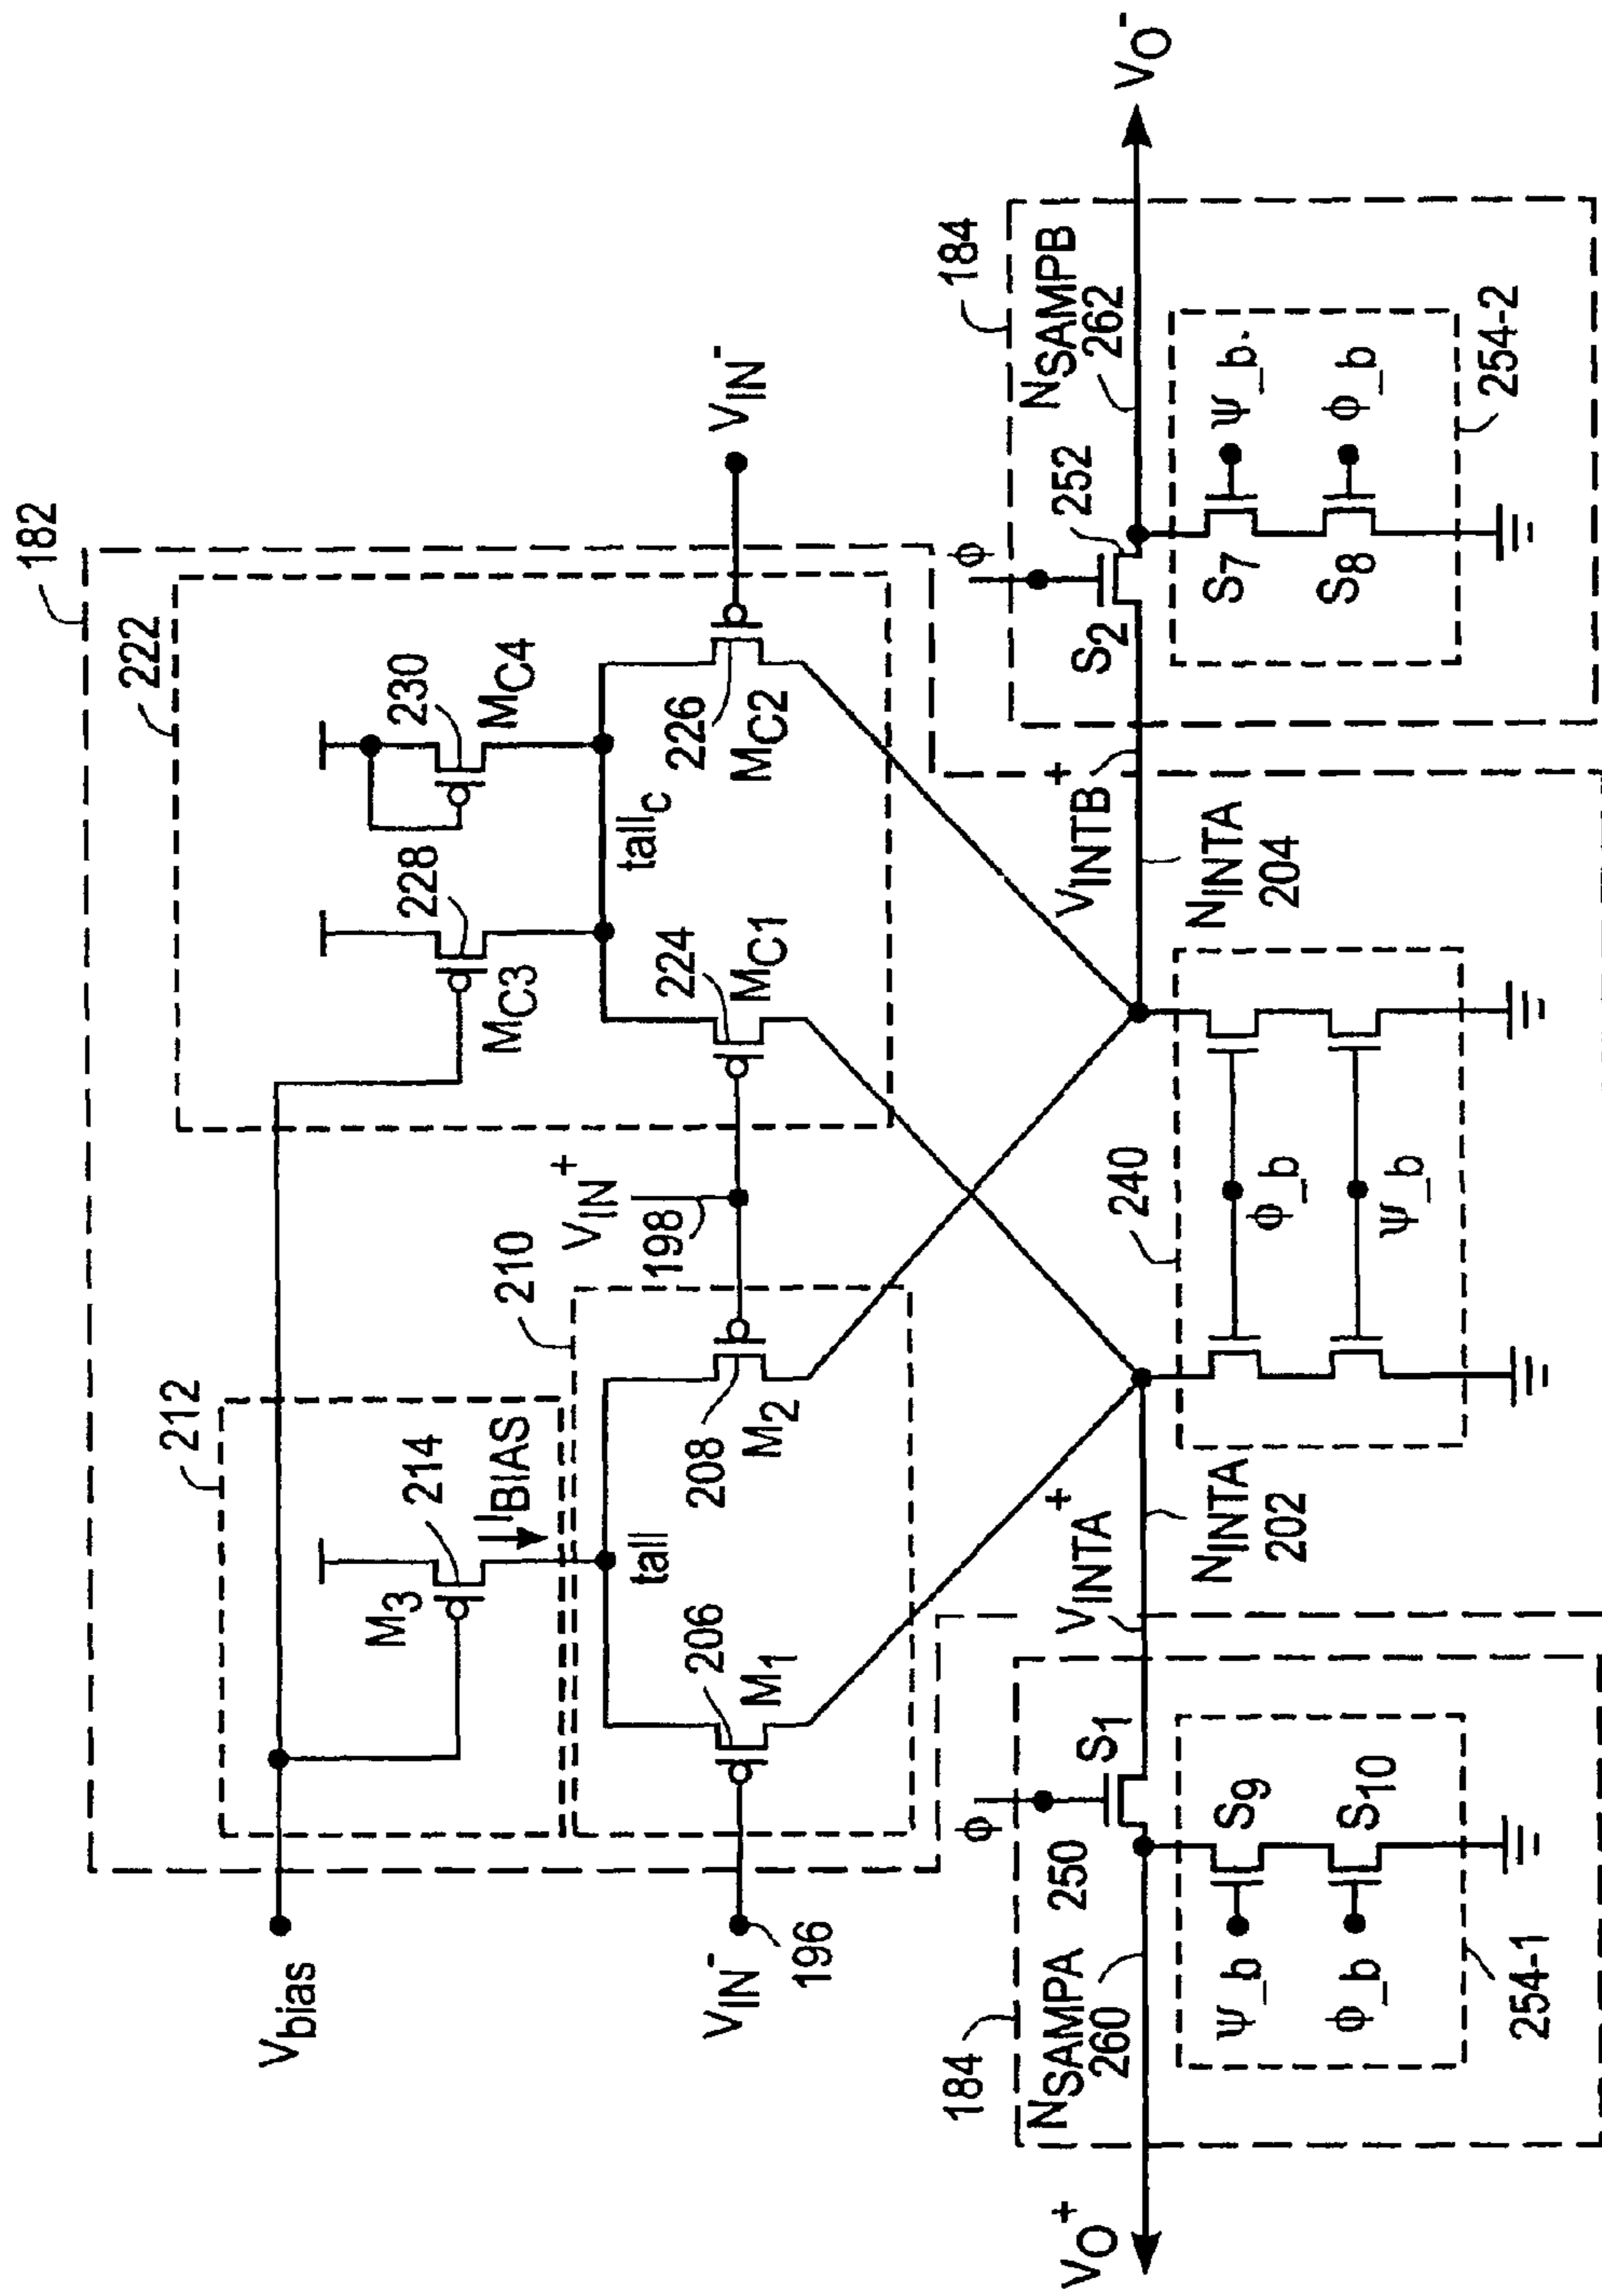 182
222
212
M3
214
IBIAS
228
MC3
230
MC4
Vbias
tail
tailC
210
VIN+
198
VIN-
196
206
M1
208
M2
224
MC1
226
MC2
VIN-
184
NSAMPA
260
250
φ
S1
VINTA+
NINTA
202
240
φ_b
ψ_b
VINTB+
NINTA
204
φ
S2
252
184
NSAMPB
262
VO+
VO-
ψ_b
S9
φ_b
S10
254-1
S7
ψ_b
S8
φ_b
254-2